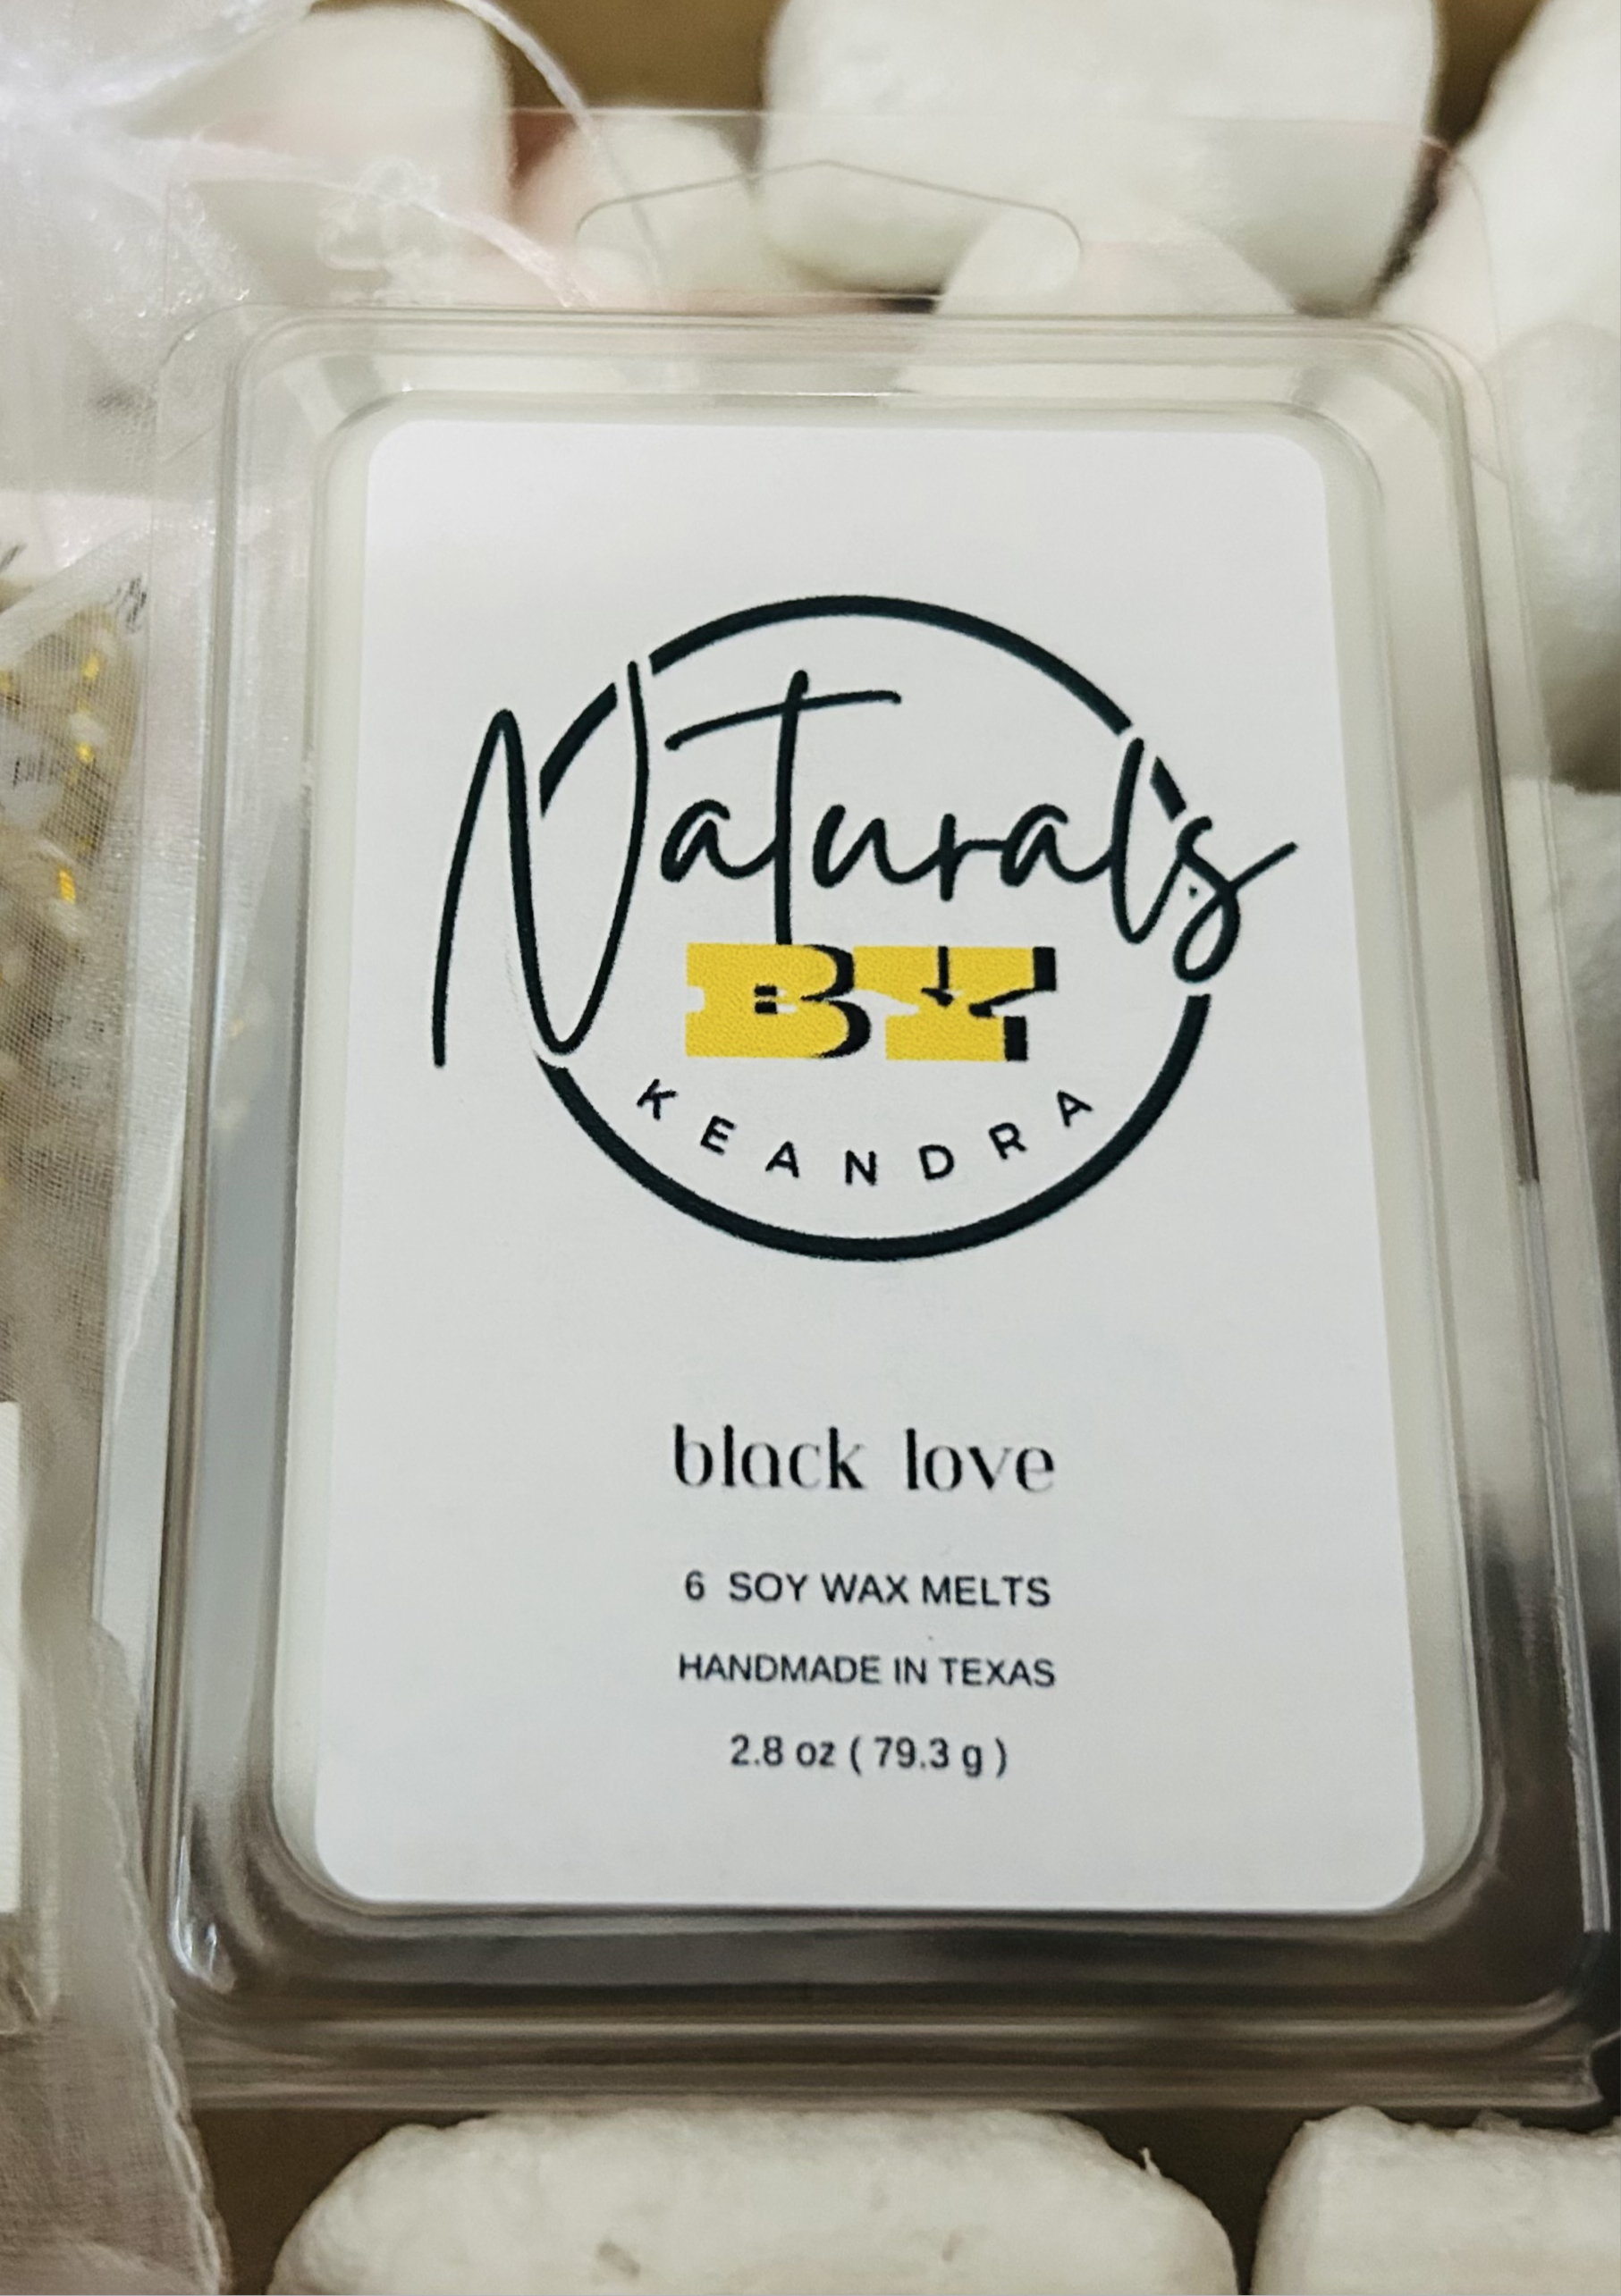 Naturals
BY
KEANDRA
black love
6 SOY WAX MELTS
HANDMADE IN TEXAS
2.8 oz ( 79.3 g )